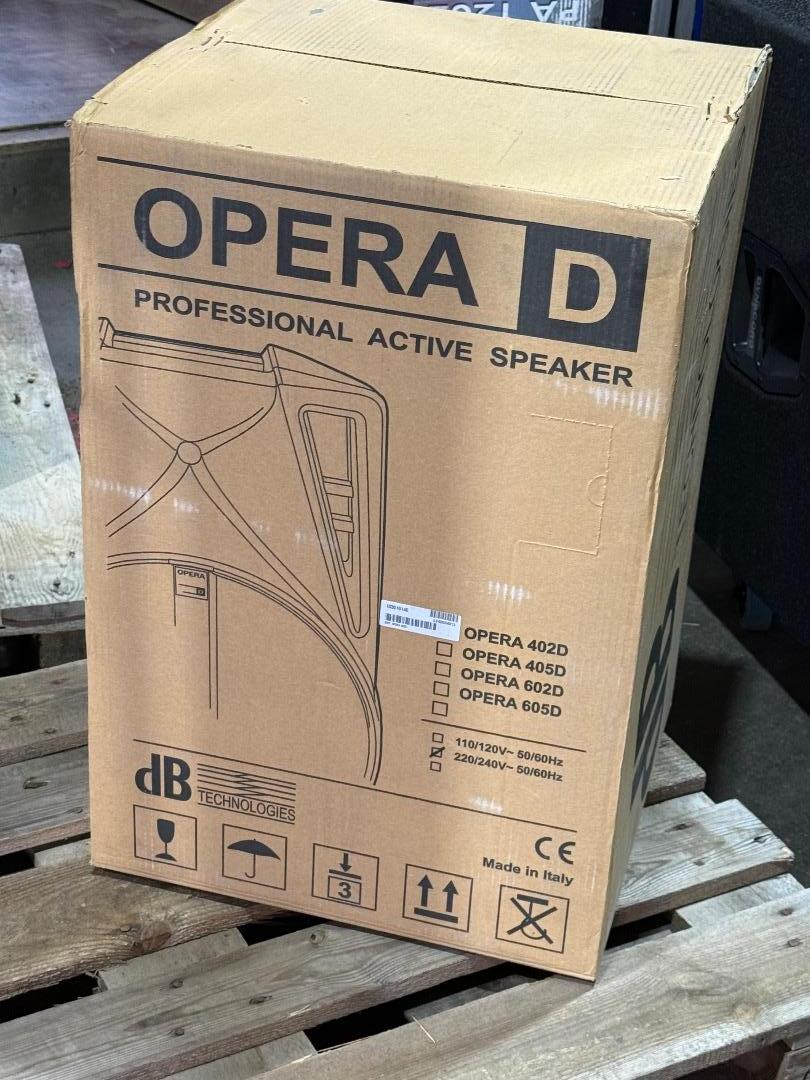 OPERA D
PROFESSIONAL ACTIVE SPEAKER
OPERA
D
OPERA 402D
OPERA 405D
OPERA 602D
OPERA 605D
110/120V~ 50/60Hz
220/240V~ 50/60Hz
dB
TECHNOLOGIES
CE
Made in Italy
3